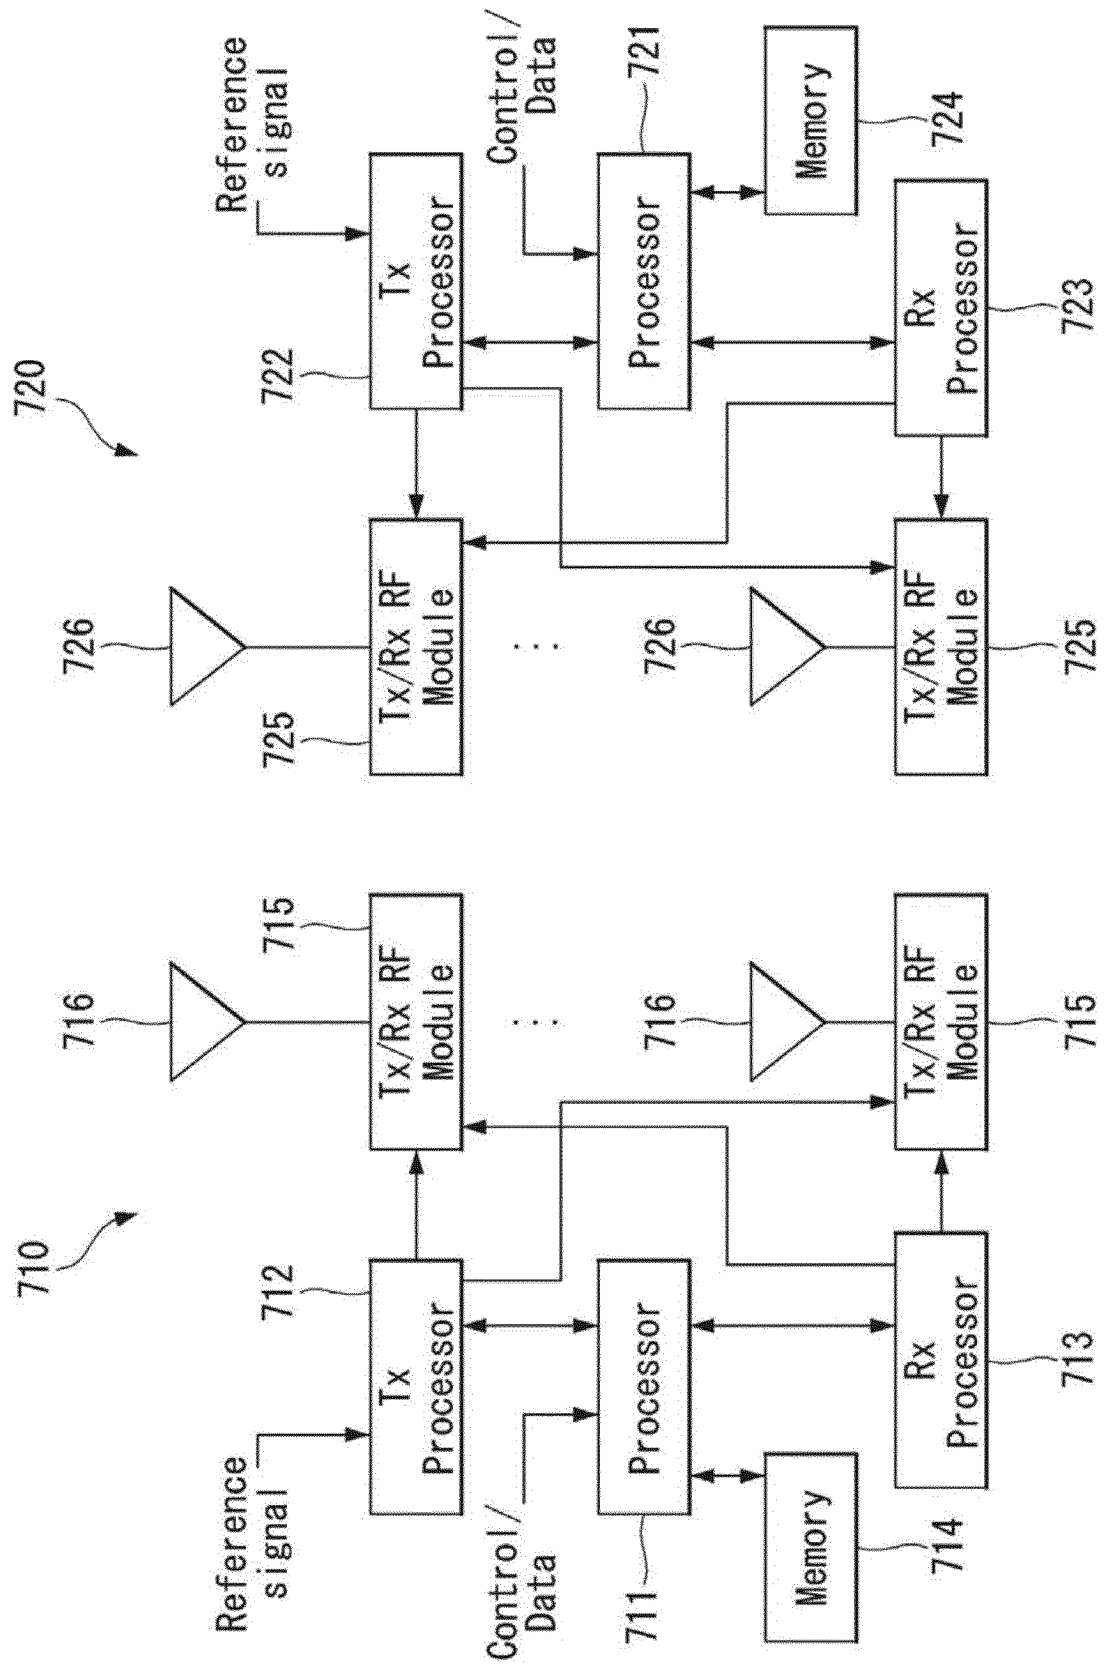 710
720
Reference
signal
712
Tx
Processor
716
715
Tx/Rx RF
Module
726
725
Tx/Rx RF
Module
722
Tx
Processor
Reference
signal
Control/
Data
711
Processor
...
...
Control/
Data
721
Processor
714
Memory
713
Rx
Processor
716
715
Tx/Rx RF
Module
726
725
Tx/Rx RF
Module
723
Rx
Processor
724
Memory